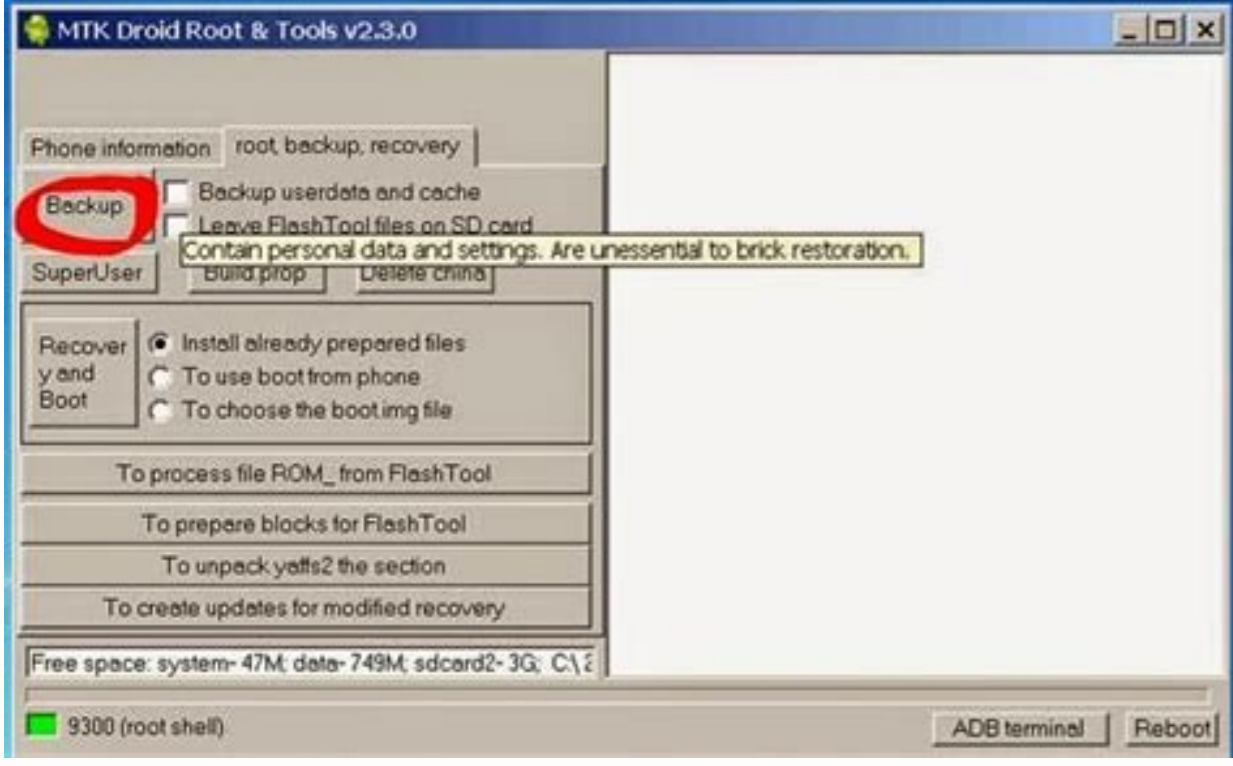 MTK Droid Root & Tools v2.3.0
Phone information root, backup, recovery
Backup
Backup userdata and cache
Leave FlashTool files on SD card
Contain personal data and settings. Are unessential to brick restoration.
SuperUser Build.prop Delete china
Recover
y and
Boot
Install already prepared files
To use boot from phone
To choose the boot.img file
To process file ROM_ from FlashTool
To prepare blocks for FlashTool
To unpack yaffs2 the section
To create updates for modified recovery
Free space: system- 47M; data- 749M; sdcard2- 3G; C:\
9300 (root shell) ADB terminal Reboot